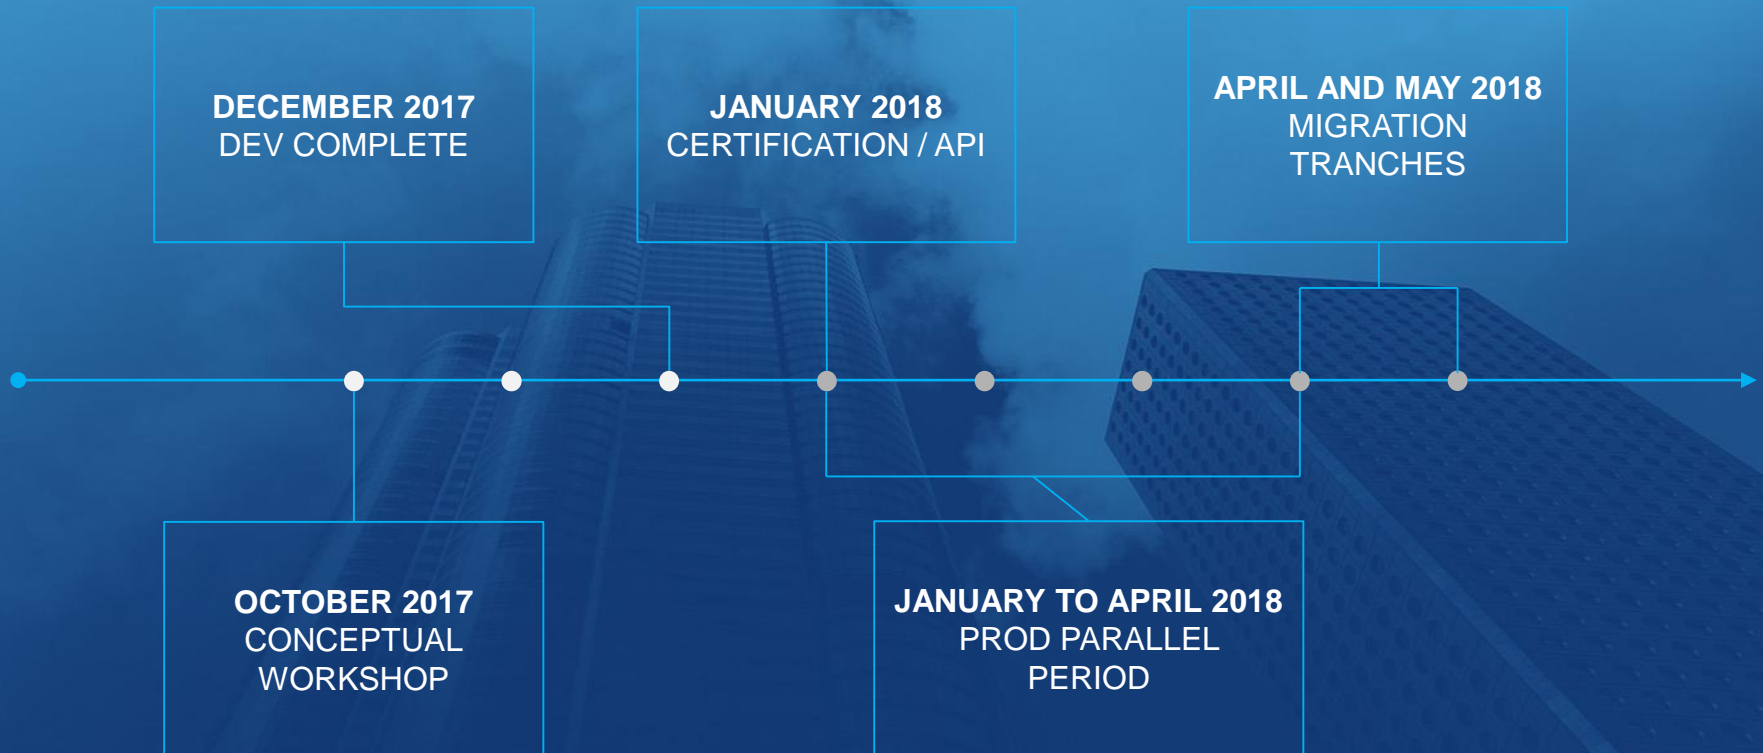 DECEMBER 2017
DEV COMPLETE
JANUARY 2018
CERTIFICATION / API
APRIL AND MAY 2018
MIGRATION
TRANCHES
OCTOBER 2017
CONCEPTUAL
WORKSHOP
JANUARY TO APRIL 2018
PROD PARALLEL
PERIOD